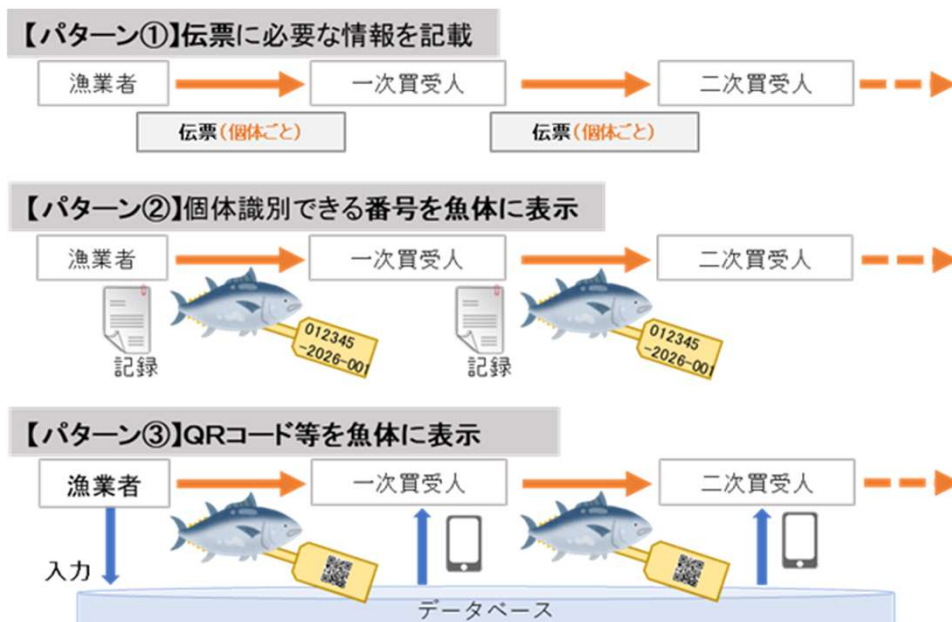 【パターン①】伝票に必要な情報を記載
漁業者
一次買受人
二次買受人
伝票(個体ごと)
伝票(個体ごと)
【パターン②】個体識別できる番号を魚体に表示
漁業者
一次買受人
二次買受人
記録
012345
-2026-001
記録
012345
-2026-001
【パターン③】QRコード等を魚体に表示
漁業者
一次買受人
二次買受人
入力
データベース